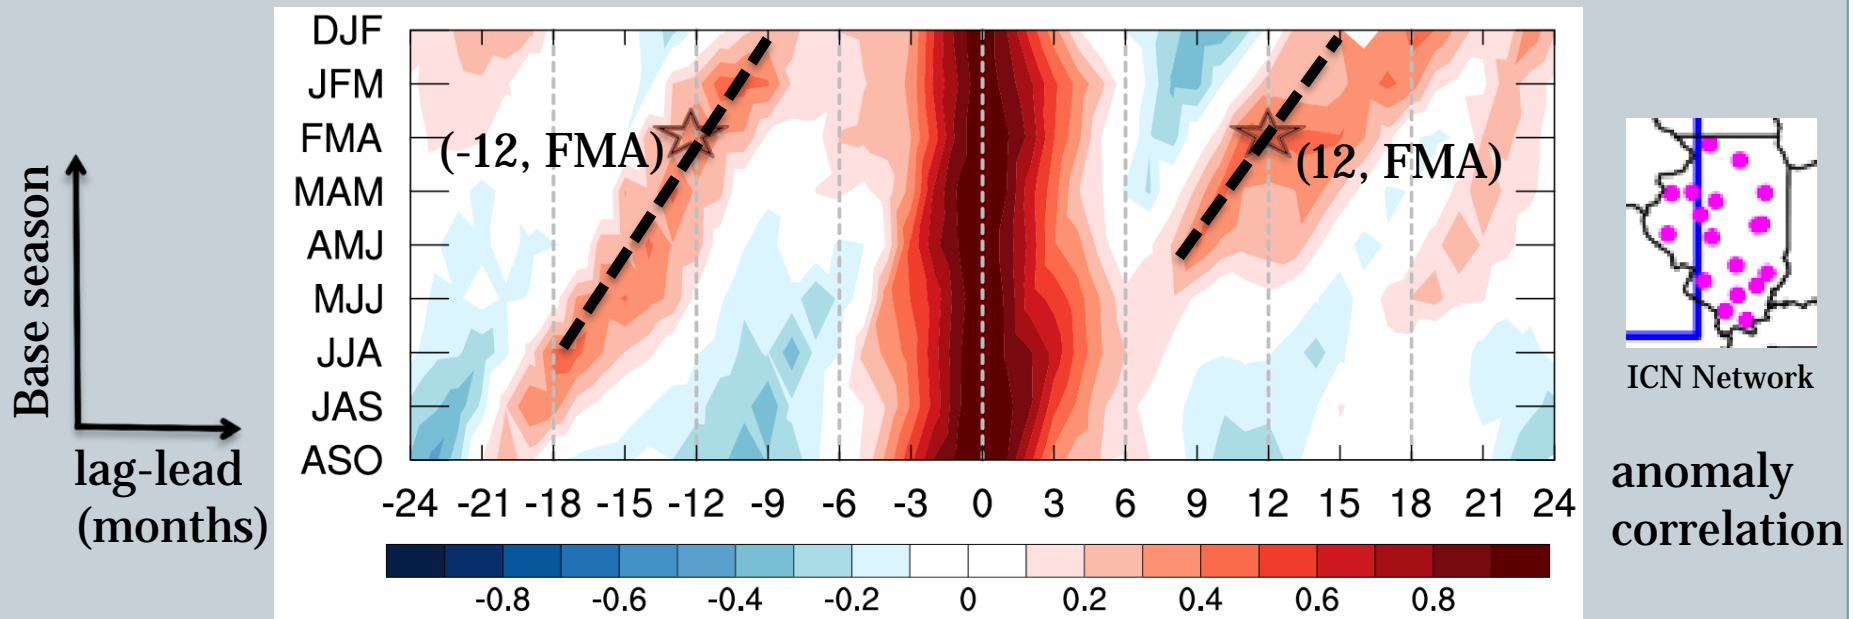 Base season
lag-lead
(months)
DJF
JFM
FMA
MAM
AMJ
MJJ
JJA
JAS
ASO
(-12, FMA)
(12, FMA)
-24 -21 -18 -15 -12 -9 -6 -3 0 3 6 9 12 15 18 21 24
-0.8 -0.6 -0.4 -0.2 0 0.2 0.4 0.6 0.8
ICN Network
anomaly
correlation